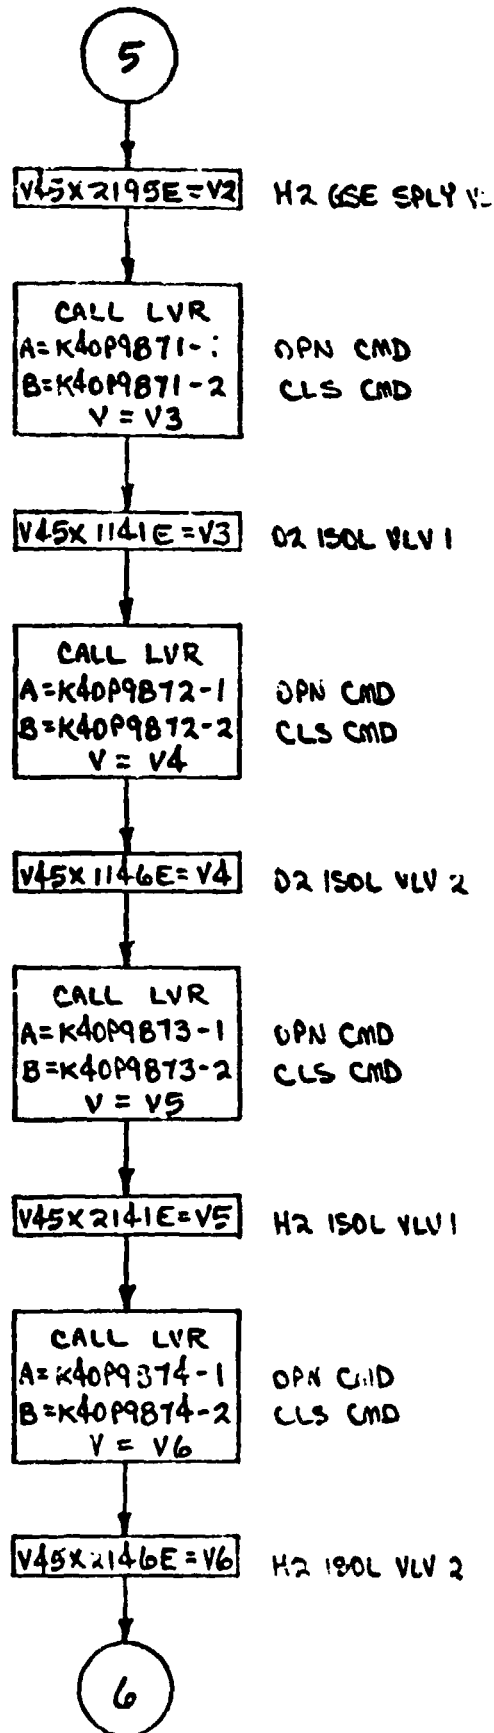 5
V45X2195E=V2 H2 GSE SPLY
CALL LVR
A=K40P9871- OPN CMD
B=K40P9871-2 CLS CMD
V = V3
V45X1141E=V3 O2 ISOL VLV 1
CALL LVR
A=K40P9872-1 OPN CMD
B=K40P9872-2 CLS CMD
V = V4
V45X1146E=V4 O2 ISOL VLV 2
CALL LVR
A=K40P9873-1 OPN CMD
B=K40P9873-2 CLS CMD
V = V5
V45X2141E=V5 H2 ISOL VLV 1
CALL LVR
A=K40P9874-1 OPN CMD
B=K40P9874-2 CLS CMD
V = V6
V45X2146E=V6 H2 ISOL VLV 2
6